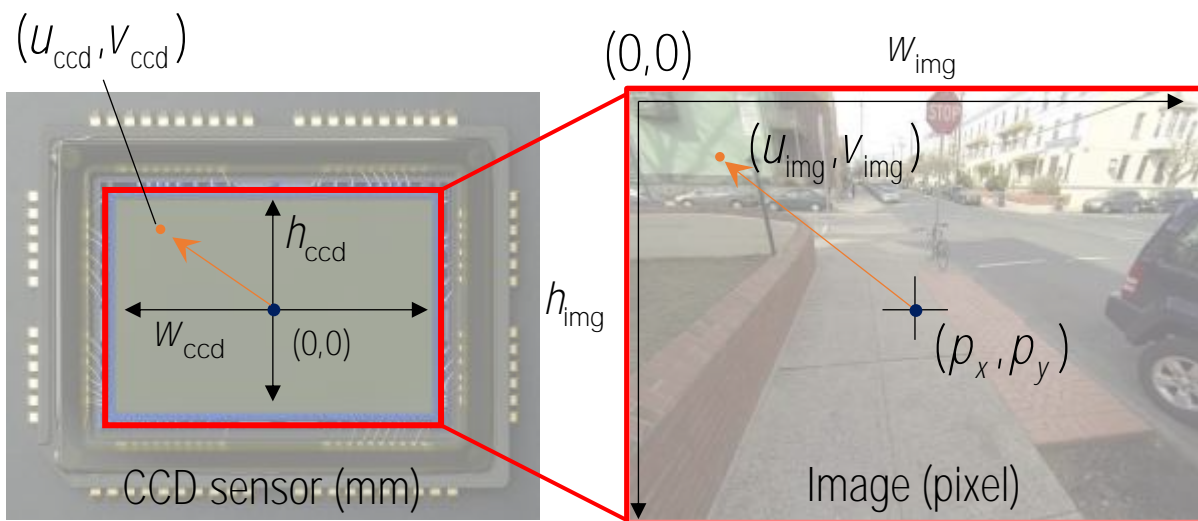 (u_ccd, v_ccd)
h_ccd
w_ccd
(0,0)
CCD sensor (mm)
(0,0)
w_img
h_img
STOP
(u_img, v_img)
(p_x, p_y)
Image (pixel)